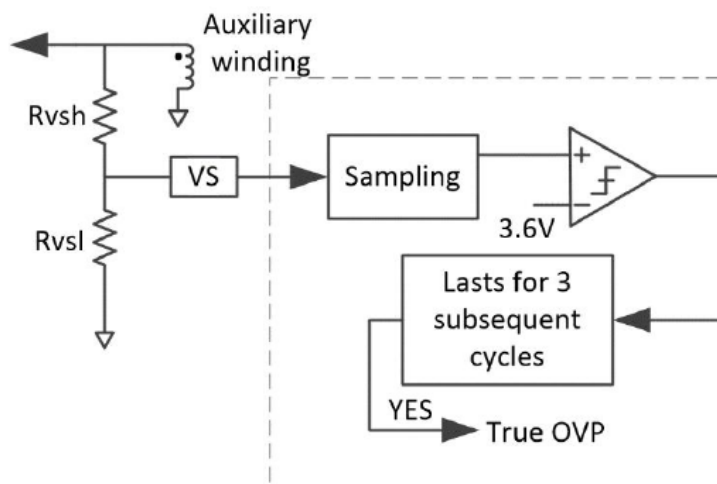 Auxiliary
winding
Rvsh
VS
Sampling
+
−
3.6V
Rvsl
Lasts for 3
subsequent
cycles
YES
True OVP